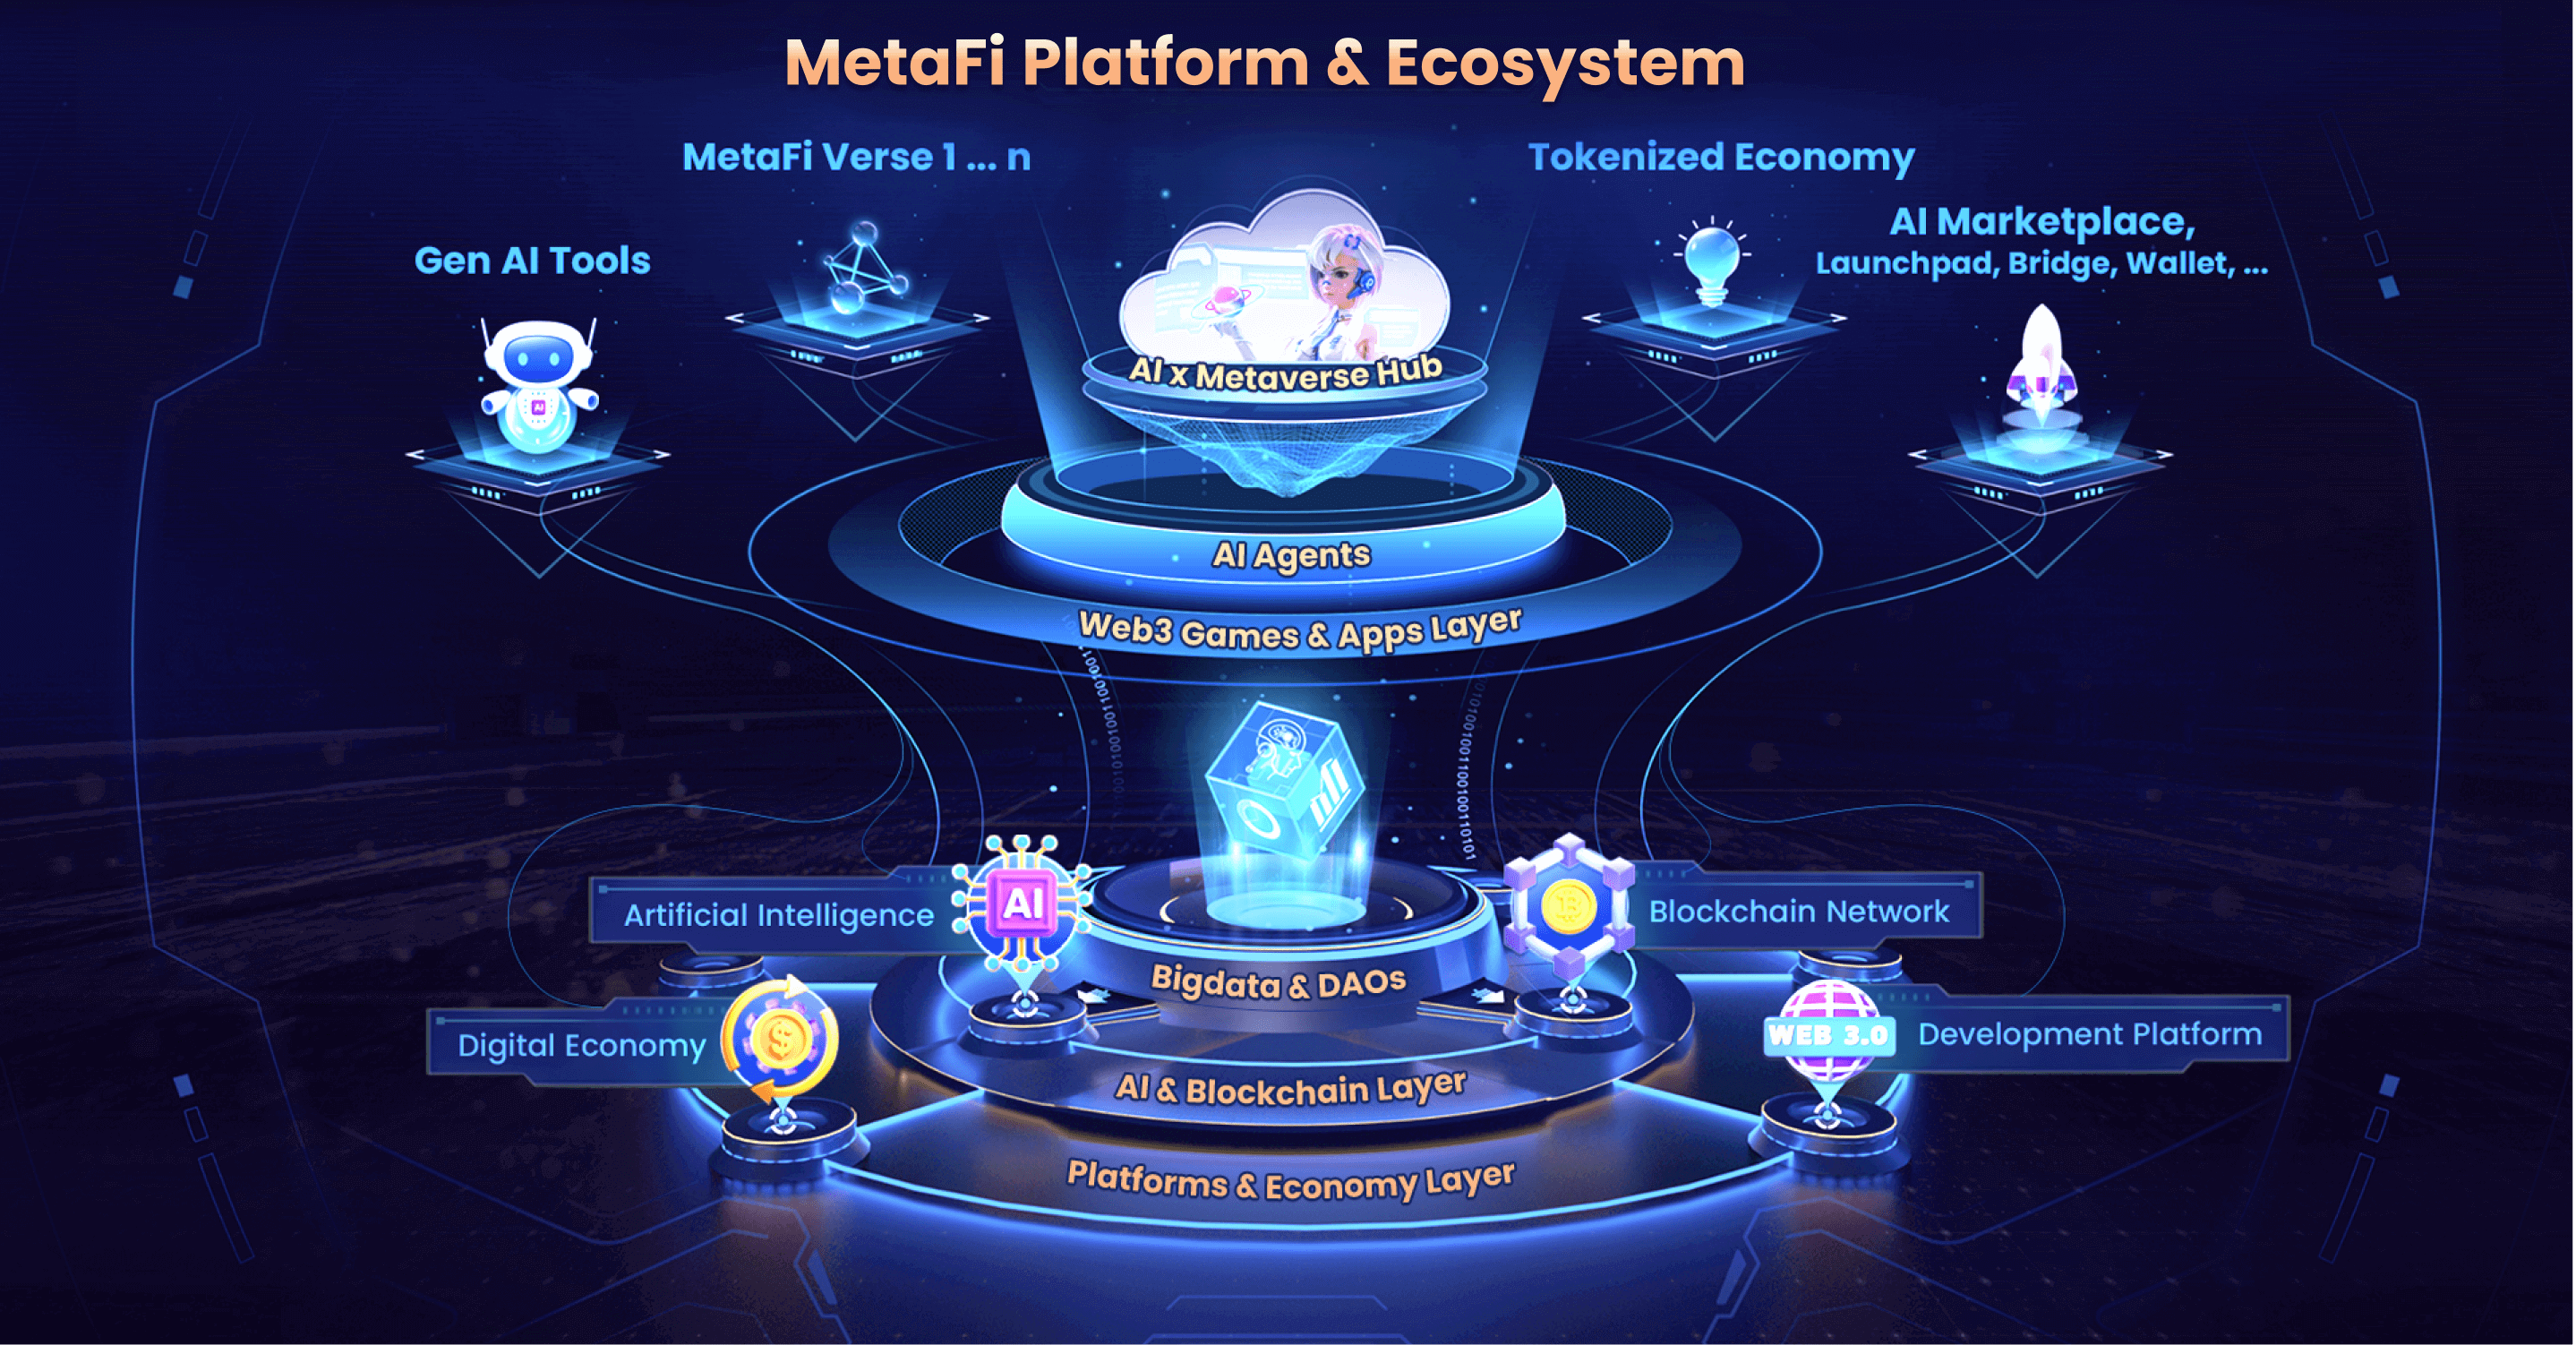 MetaFi Platform & Ecosystem
MetaFi Verse 1 ... n
Tokenized Economy
AI Marketplace,
Launchpad, Bridge, Wallet, ...
Gen AI Tools
AI
AI x Metaverse Hub
AI Agents
Web3 Games & Apps Layer
Artificial Intelligence
AI
Blockchain Network
Bigdata & DAOs
Digital Economy
$
WEB 3.0
Development Platform
AI & Blockchain Layer
Platforms & Economy Layer